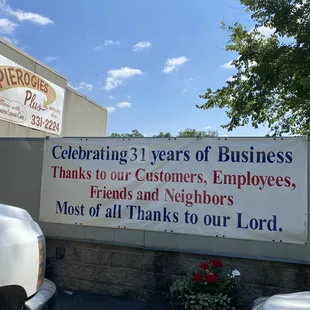 PIEROGIES
Plus
331-2224
Celebrating 31 years of Business
Thanks to our Customers, Employees,
Friends and Neighbors
Most of all Thanks to our Lord.